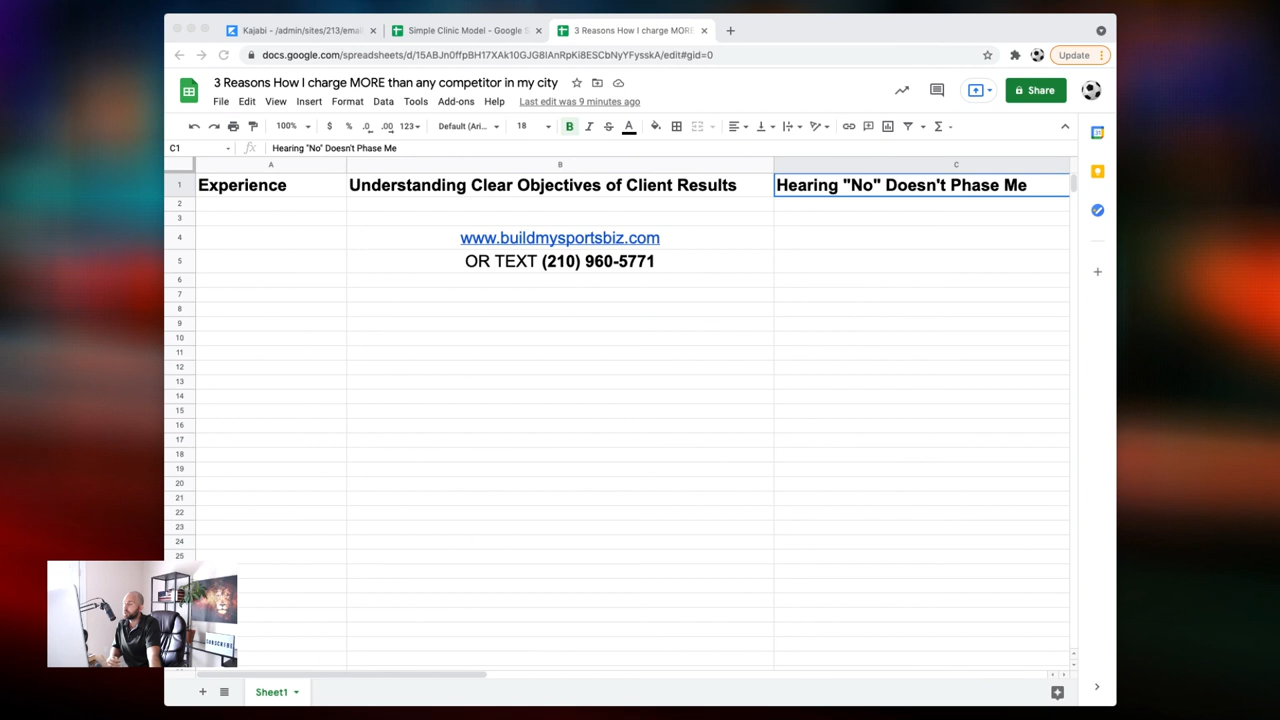 Kajabi - /admin/sites/213/emai
Simple Clinic Model - Google S
3 Reasons How I charge MORE
docs.google.com/spreadsheets/d/15ABJn0ffpBH17XAk10GJG8IAnRpKi8ESCbNyYFysskA/edit#gid=0
Update
3 Reasons How I charge MORE than any competitor in my city
File Edit View Insert Format Data Tools Add-ons Help Last edit was 9 minutes ago
Share
100% $ % .0 .00 123 Default (Ari... 18 B I S A
C1 fx Hearing "No" Doesn't Phase Me
A B C
1 Experience Understanding Clear Objectives of Client Results Hearing "No" Doesn't Phase Me
2
3
4 www.buildmysportsbiz.com
5 OR TEXT (210) 960-5771
6
7
8
9
10
11
12
13
14
15
16
17
18
19
20
21
22
23
24
25
SUBSCRIBE
Sheet1